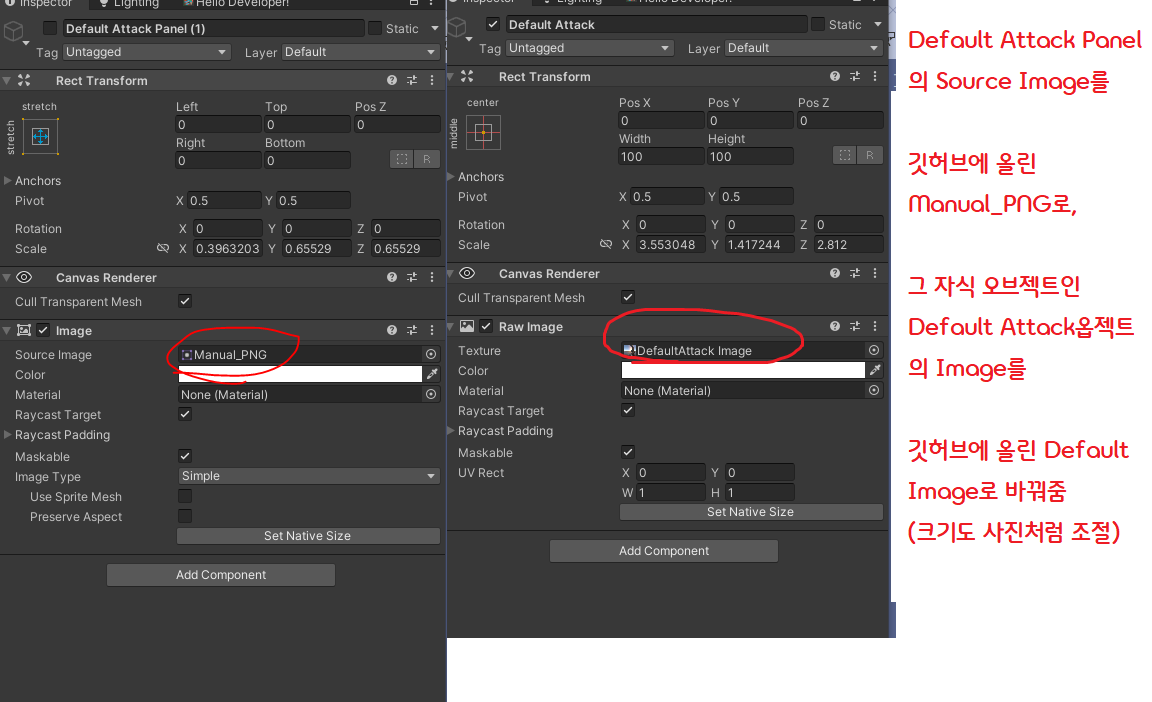 Inspector Lighting Hello Developer!
Default Attack Panel (1) Static
Tag Untagged Layer Default
Rect Transform
stretch
stretch
Left Top Pos Z
0 0 0
Right Bottom
0 0 R
Anchors
Pivot X 0.5 Y 0.5
Rotation X 0 Y 0 Z 0
Scale X 0.3963203 Y 0.65529 Z 0.65529
Canvas Renderer
Cull Transparent Mesh
Image
Source Image Manual_PNG
Color
Material None (Material)
Raycast Target
Raycast Padding
Maskable
Image Type Simple
Use Sprite Mesh
Preserve Aspect
Set Native Size
Add Component
Default Attack Static
Tag Untagged Layer Default
Rect Transform
center
middle
Pos X Pos Y Pos Z
0 0 0
Width Height
100 100 R
Anchors
Pivot X 0.5 Y 0.5
Rotation X 0 Y 0 Z 0
Scale X 3.553048 Y 1.417244 Z 2.812
Canvas Renderer
Cull Transparent Mesh
Raw Image
Texture DefaultAttack Image
Color
Material None (Material)
Raycast Target
Raycast Padding
Maskable
UV Rect X 0 Y 0
W 1 H 1
Set Native Size
Add Component
Default Attack Panel
의 Source Image를
깃허브에 올린
Manual_PNG로,
그 자식 오브젝트인
Default Attack옵젝트
의 Image를
깃허브에 올린 Default
Image로 바꿔줌
(크기도 사진처럼 조절)